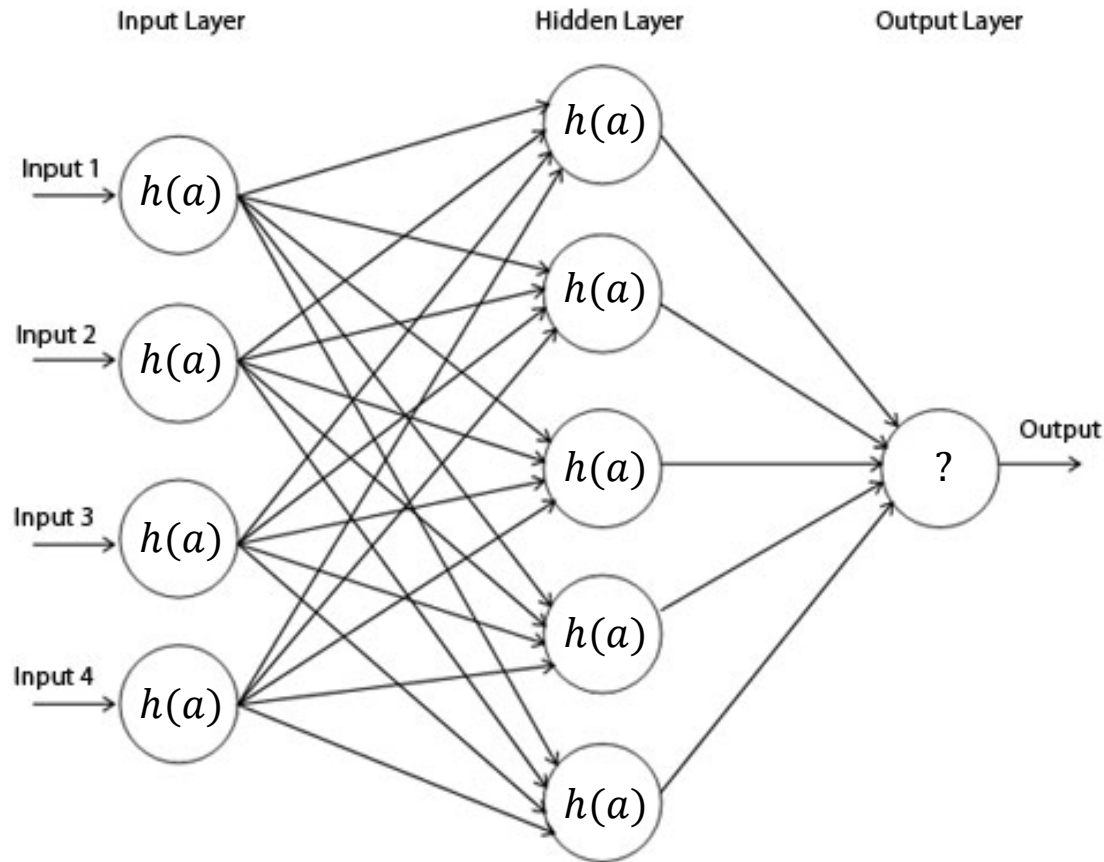 Input Layer
Hidden Layer
Output Layer
Input 1
h(a)
Input 2
h(a)
Input 3
h(a)
Input 4
h(a)
h(a)
h(a)
h(a)
h(a)
h(a)
?
Output